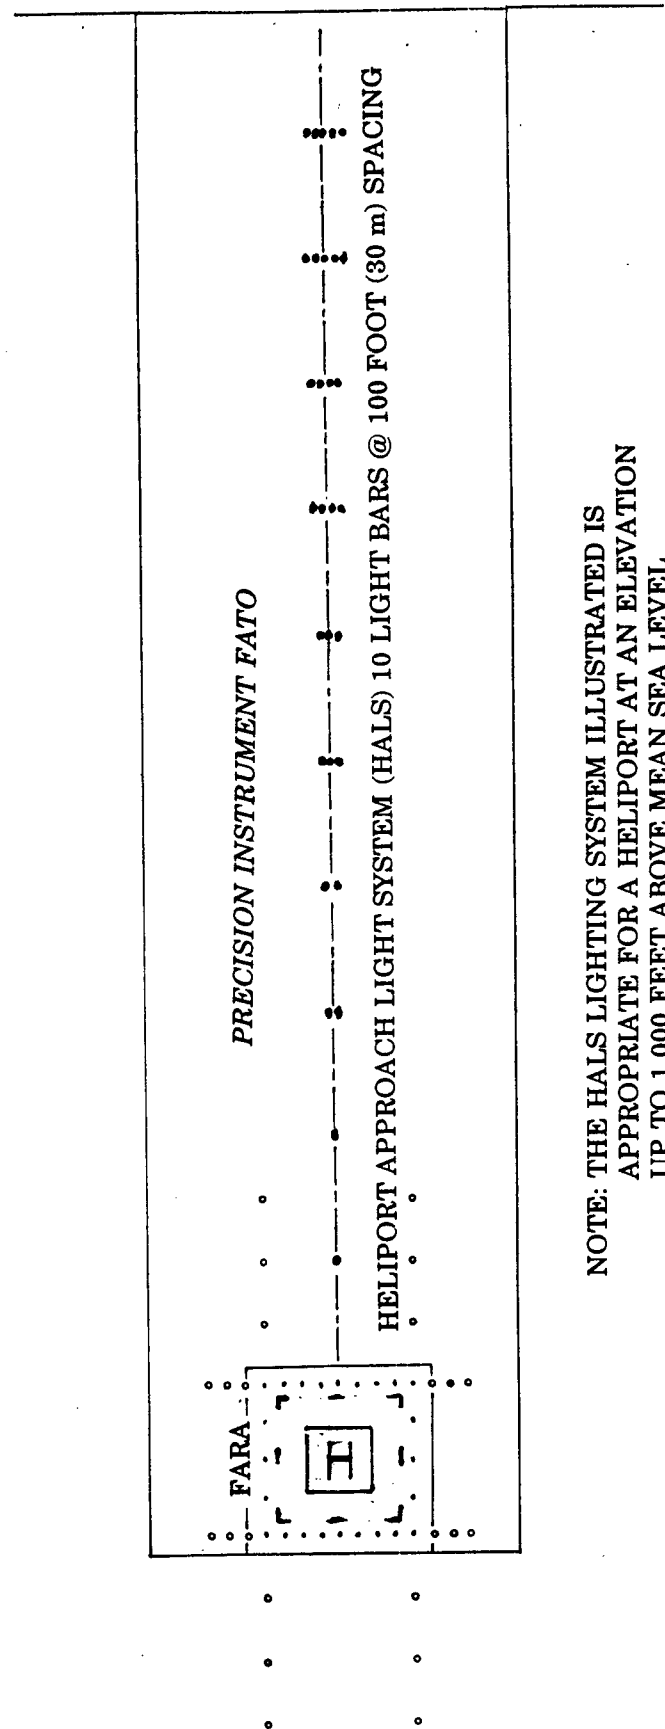 PRECISION INSTRUMENT FATO
FARA
H
HELIPORT APPROACH LIGHT SYSTEM (HALS) 10 LIGHT BARS @ 100 FOOT (30 m) SPACING
NOTE: THE HALS LIGHTING SYSTEM ILLUSTRATED IS
APPROPRIATE FOR A HELIPORT AT AN ELEVATION
UP TO 1,000 FEET ABOVE MEAN SEA LEVEL